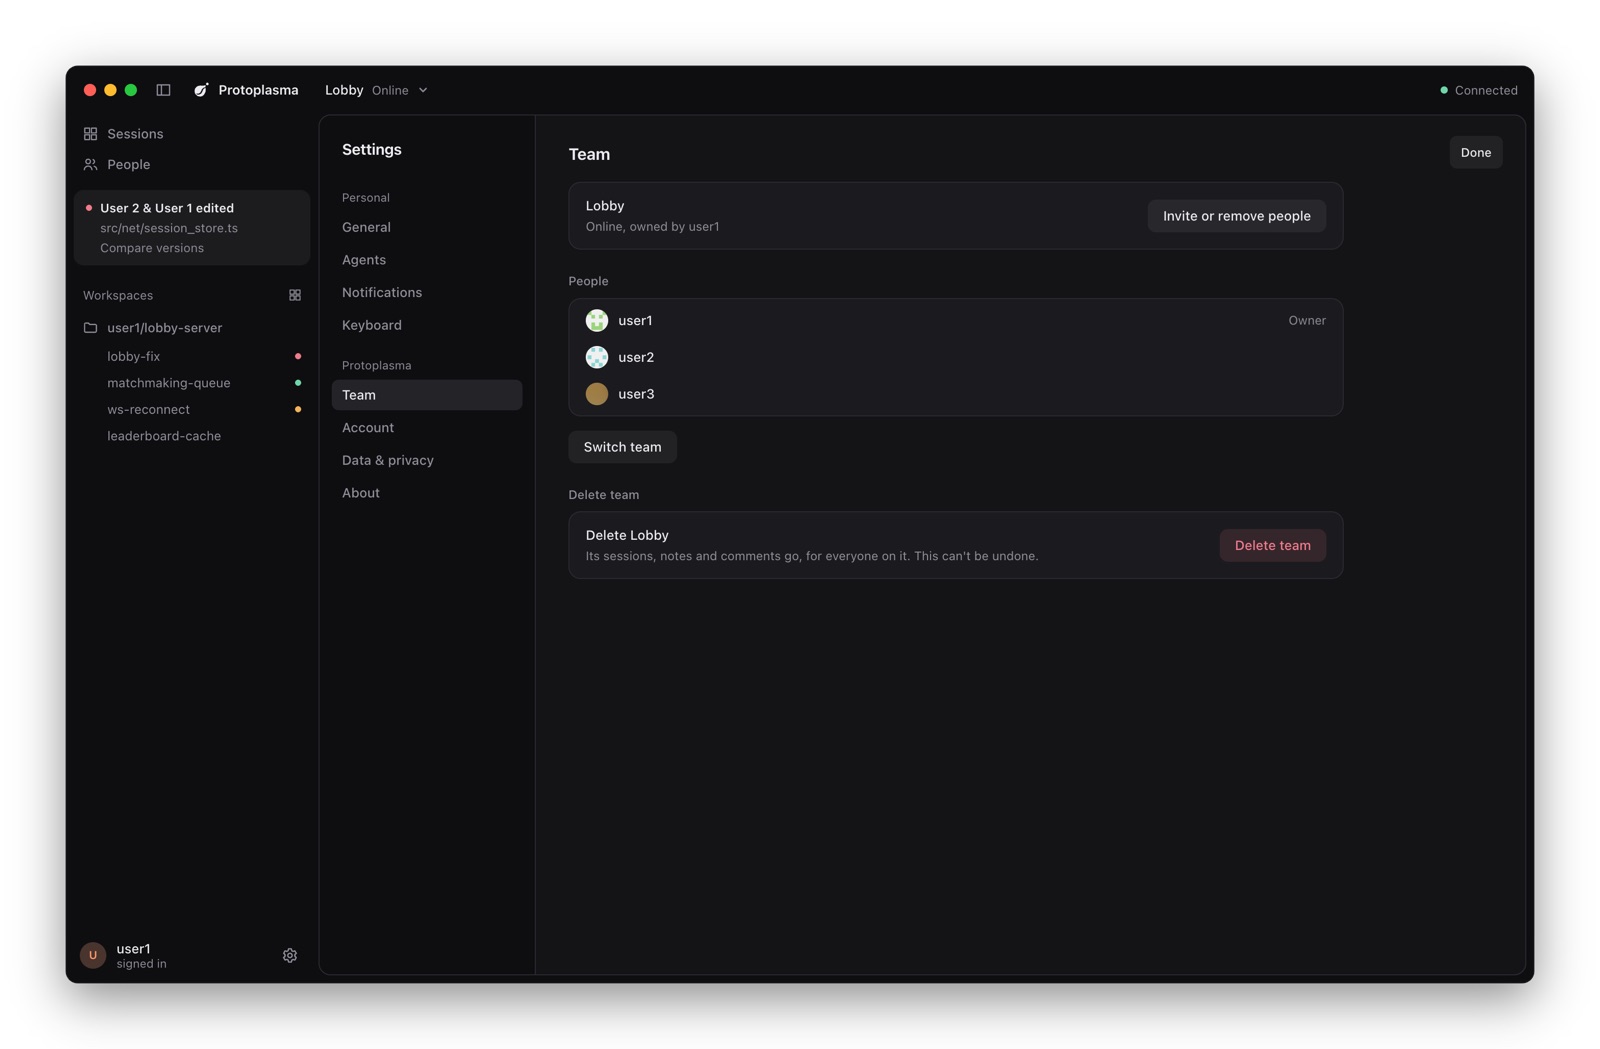 Protoplasma
Lobby Online
Connected
Sessions
People
User 2 & User 1 edited
src/net/session_store.ts
Compare versions
Workspaces
user1/lobby-server
lobby-fix
matchmaking-queue
ws-reconnect
leaderboard-cache
U
user1
signed in
Settings
Personal
General
Agents
Notifications
Keyboard
Protoplasma
Team
Account
Data & privacy
About
Team
Done
Lobby
Online, owned by user1
Invite or remove people
People
user1
Owner
user2
user3
Switch team
Delete team
Delete Lobby
Its sessions, notes and comments go, for everyone on it. This can't be undone.
Delete team